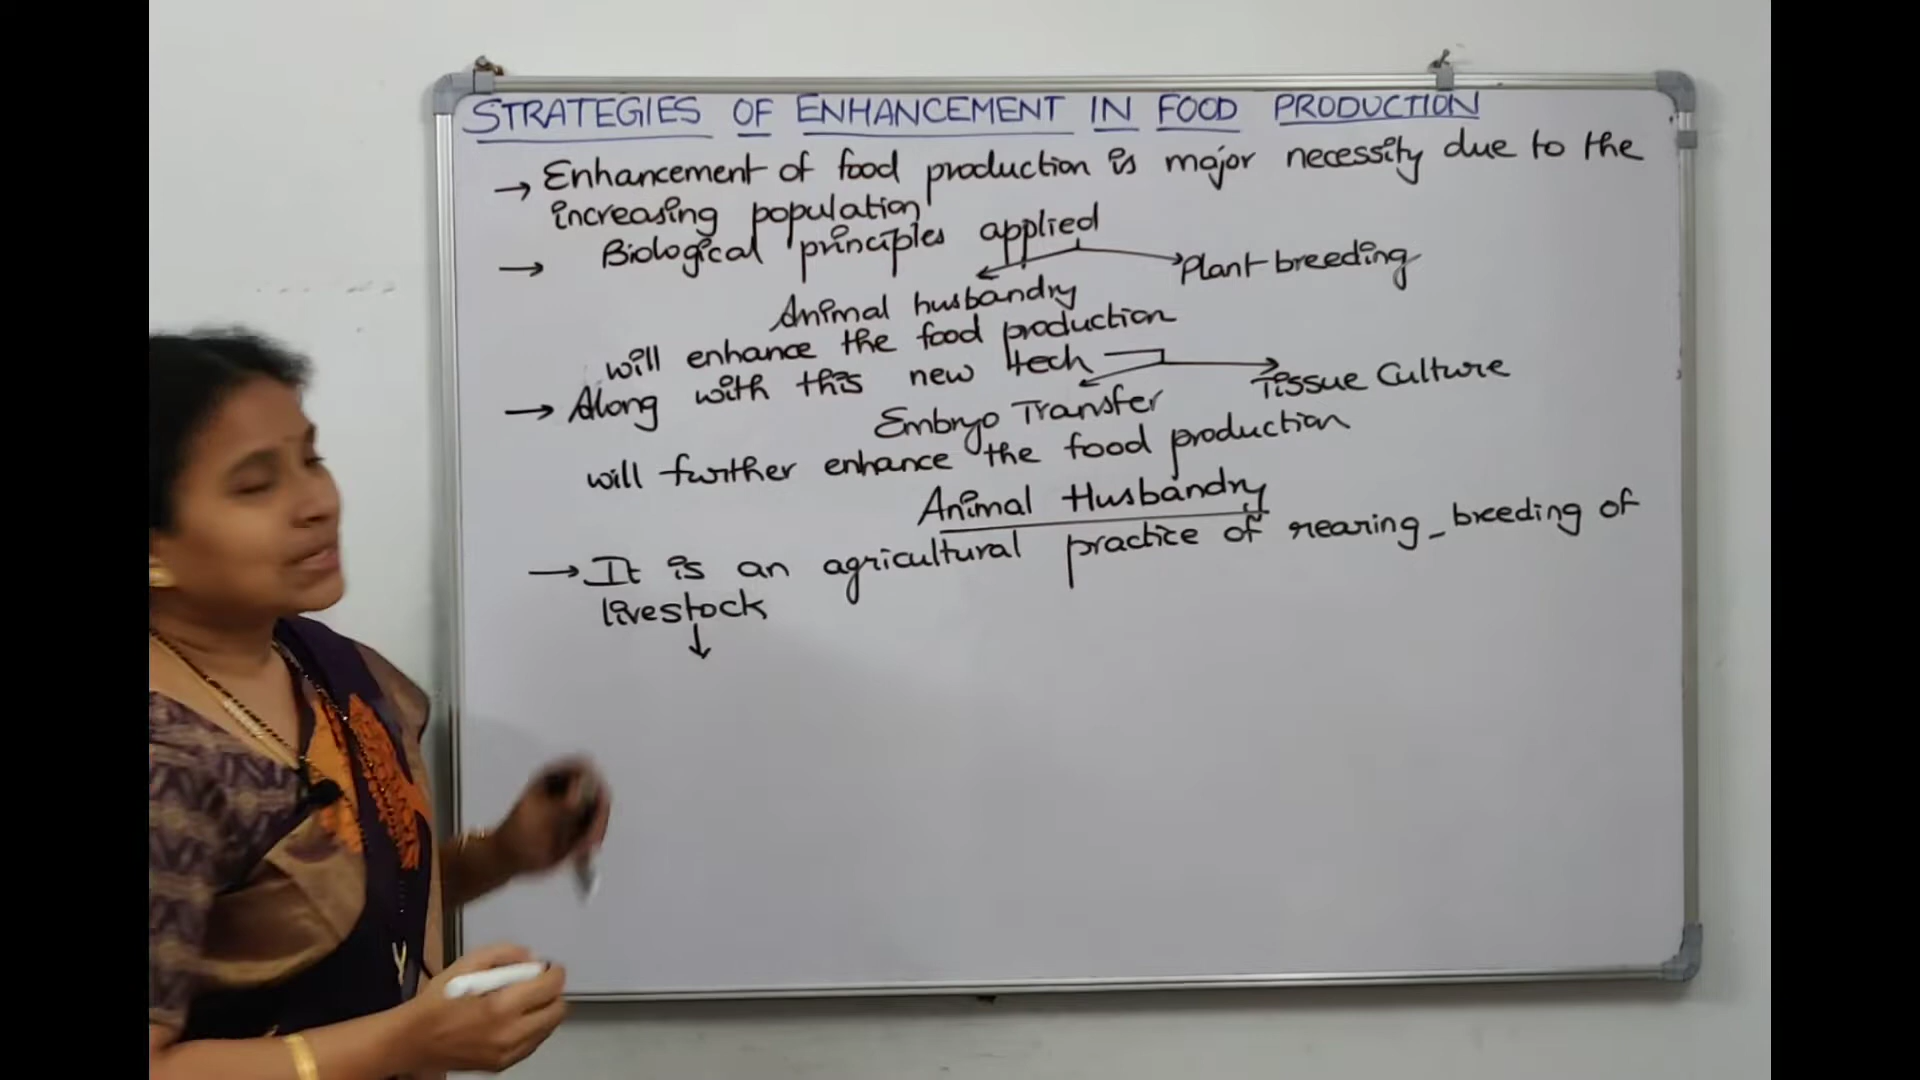 STRATEGIES OF ENHANCEMENT IN FOOD PRODUCTION
→ Enhancement of food production is major necessity due to the
increasing population
→ Biological principles applied
Plant breeding
Animal husbandry
will enhance the food production
→ Along with this new tech
Tissue Culture
Embryo Transfer
will further enhance the food production
Animal Husbandry
→ It is an agricultural practice of rearing - breeding of
livestock
↓